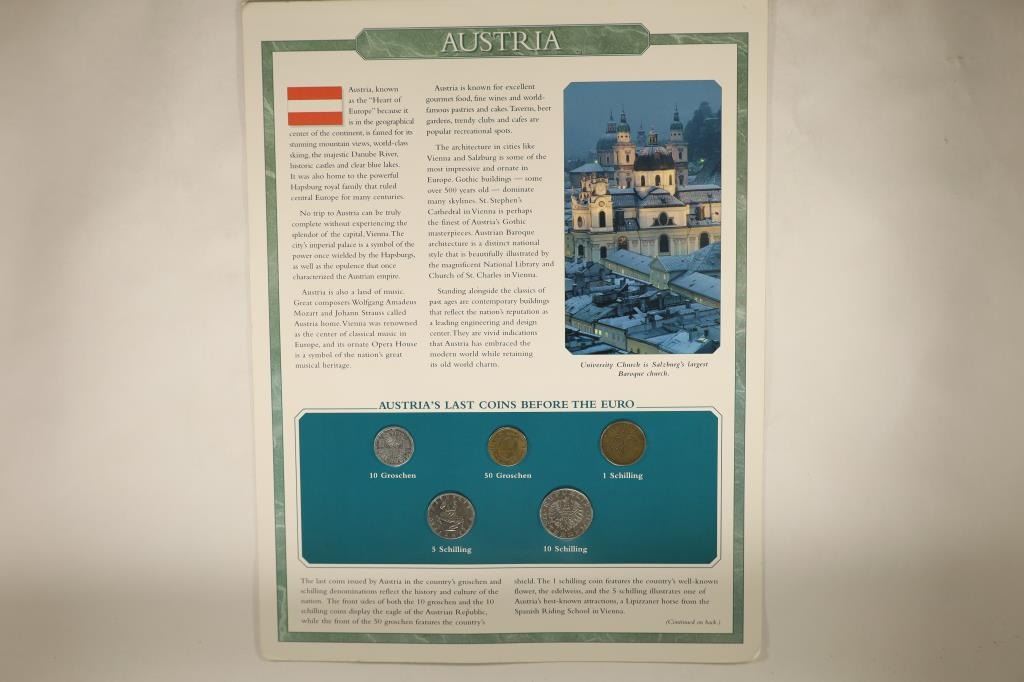 AUSTRIA
Austria, known
as the "Heart of
Europe" because it
is in the geographical
center of the continent, is famed for its
stunning mountain views, world-class
skiing, the majestic Danube River,
historic castles and clear blue lakes.
It was also home to the powerful
Hapsburg royal family that ruled
central Europe for many centuries.
No trip to Austria can be truly
complete without experiencing the
splendor of the capital, Vienna. The
city's imperial palace is a symbol of the
power once wielded by the Hapsburgs,
as well as the opulence that once
characterized the Austrian empire.
Austria is also a land of music.
Great composers Wolfgang Amadeus
Mozart and Johann Strauss called
Austria home. Vienna was renowned
as the center of classical music in
Europe, and its ornate Opera House
is a symbol of the nation's great
musical heritage.
Austria is known for excellent
gourmet food, fine wines and world-
famous pastries and cakes. Taverns, beer
gardens, trendy clubs and cafes are
popular recreational spots.
The architecture in cities like
Vienna and Salzburg is some of the
most impressive and ornate in
Europe. Gothic buildings — some
over 500 years old — dominate
many skylines. St. Stephen's
Cathedral in Vienna is perhaps
the finest of Austria's Gothic
masterpieces. Austrian Baroque
architecture is a distinct national
style that is beautifully illustrated by
the magnificent National Library and
Church of St. Charles in Vienna.
Standing alongside the classics of
past ages are contemporary buildings
that reflect the nation's reputation as
a leading engineering and design
center. They are vivid indications
that Austria has embraced the
modern world while retaining
its old world charm.
University Church is Salzburg's largest
Baroque church.
AUSTRIA'S LAST COINS BEFORE THE EURO
10 Groschen
50 Groschen
1 Schilling
5 Schilling
10 Schilling
The last coins issued by Austria in the country's groschen and
schilling denominations reflect the history and culture of the
nation. The front sides of both the 10 groschen and the 10
schilling coins display the eagle of the Austrian Republic,
while the front of the 50 groschen features the country's
shield. The 1 schilling coin features the country's well-known
flower, the edelweiss, and the 5 schilling illustrates one of
Austria's best-known attractions, a Lipizzaner horse from the
Spanish Riding School in Vienna.
(Continued on back.)